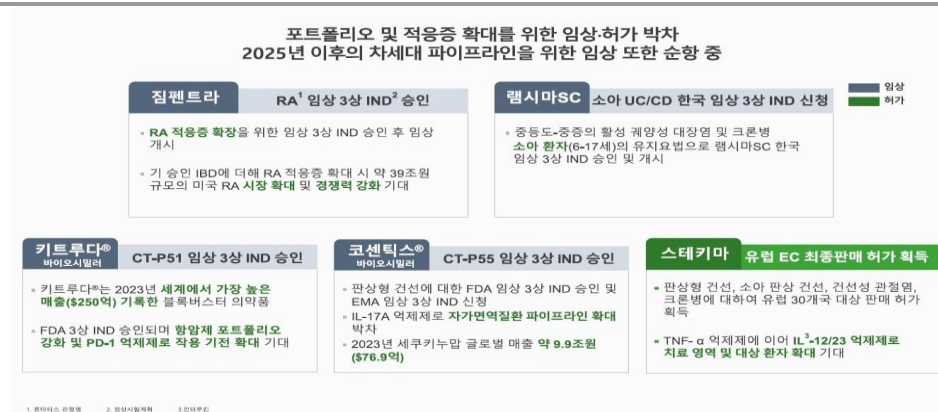 포트폴리오 및 적응증 확대를 위한 임상·허가 박차
2025년 이후의 차세대 파이프라인을 위한 임상 또한 순항 중
임상
허가
짐펜트라
RA1 임상 3상 IND2 승인
▪ RA 적응증 확장을 위한 임상 3상 IND 승인 후 임상
개시
▪ 기 승인 IBD에 더해 RA 적응증 확대 시 약 39조원
규모의 미국 RA 시장 확대 및 경쟁력 강화 기대
램시마SC
소아 UC/CD 한국 임상 3상 IND 신청
▪ 중등도-중증의 활성 궤양성 대장염 및 크론병
소아 환자(6-17세)의 유지요법으로 램시마SC 한국
임상 3상 IND 승인 및 개시
키트루다®
바이오시밀러
CT-P51 임상 3상 IND 승인
▪ 키트루다®는 2023년 세계에서 가장 높은
매출($250억) 기록한 블록버스터 의약품
▪ FDA 3상 IND 승인되며 항암제 포트폴리오
강화 및 PD-1 억제제로 작용 기전 확대 기대
코센틱스®
바이오시밀러
CT-P55 임상 3상 IND 승인
▪ 판상형 건선에 대한 FDA 임상 3상 IND 승인 및
EMA 임상 3상 IND 신청
▪ IL-17A 억제제로 자가면역질환 파이프라인 확대
박차
▪ 2023년 세쿠키누맙 글로벌 매출 약 9.9조원
($76.9억)
스테키마
유럽 EC 최종판매 허가 획득
▪ 판상형 건선, 소아 판상 건선, 건선성 관절염,
크론병에 대하여 유럽 30개국 대상 판매 허가
획득
▪ TNF- α 억제제에 이어 IL3-12/23 억제제로
치료 영역 및 대상 환자 확대 기대
1. 류마티스 관절염 2. 임상시험계획 3.인터루킨